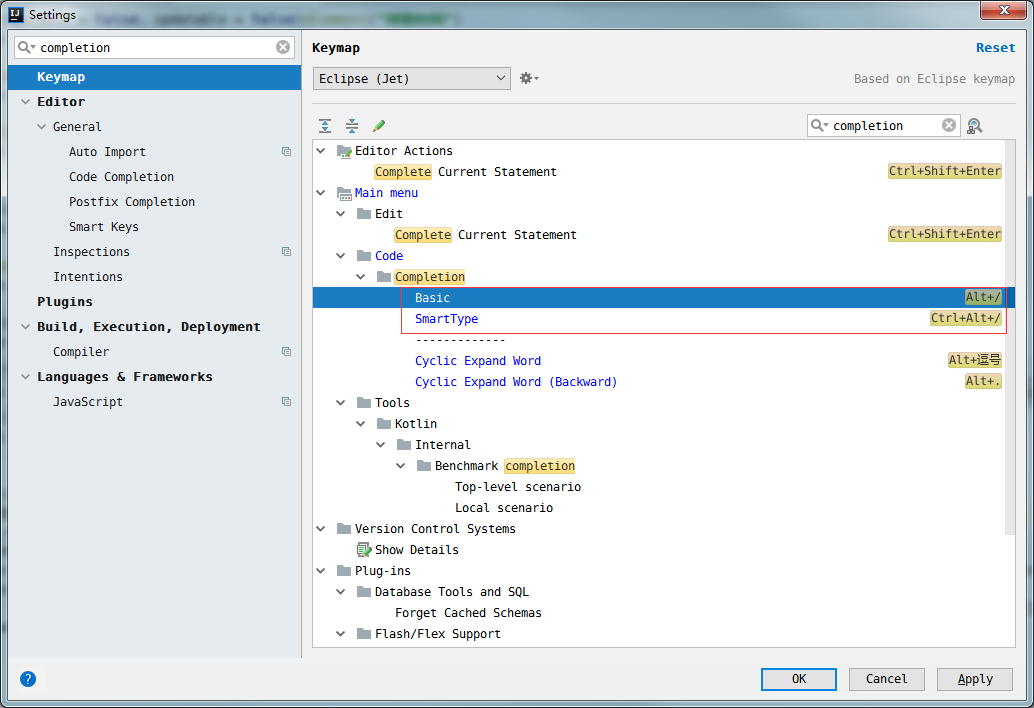 Settings
completion
Keymap
Editor
General
Auto Import
Code Completion
Postfix Completion
Smart Keys
Inspections
Intentions
Plugins
Build, Execution, Deployment
Compiler
Languages & Frameworks
JavaScript
Keymap
Reset
Eclipse (Jet)
Based on Eclipse keymap
completion
Editor Actions
Complete Current Statement Ctrl+Shift+Enter
Main menu
Edit
Complete Current Statement Ctrl+Shift+Enter
Code
Completion
Basic Alt+/
SmartType Ctrl+Alt+/
-------------
Cyclic Expand Word Alt+逗号
Cyclic Expand Word (Backward) Alt+.
Tools
Kotlin
Internal
Benchmark completion
Top-level scenario
Local scenario
Version Control Systems
Show Details
Plug-ins
Database Tools and SQL
Forget Cached Schemas
Flash/Flex Support
?
OK
Cancel
Apply